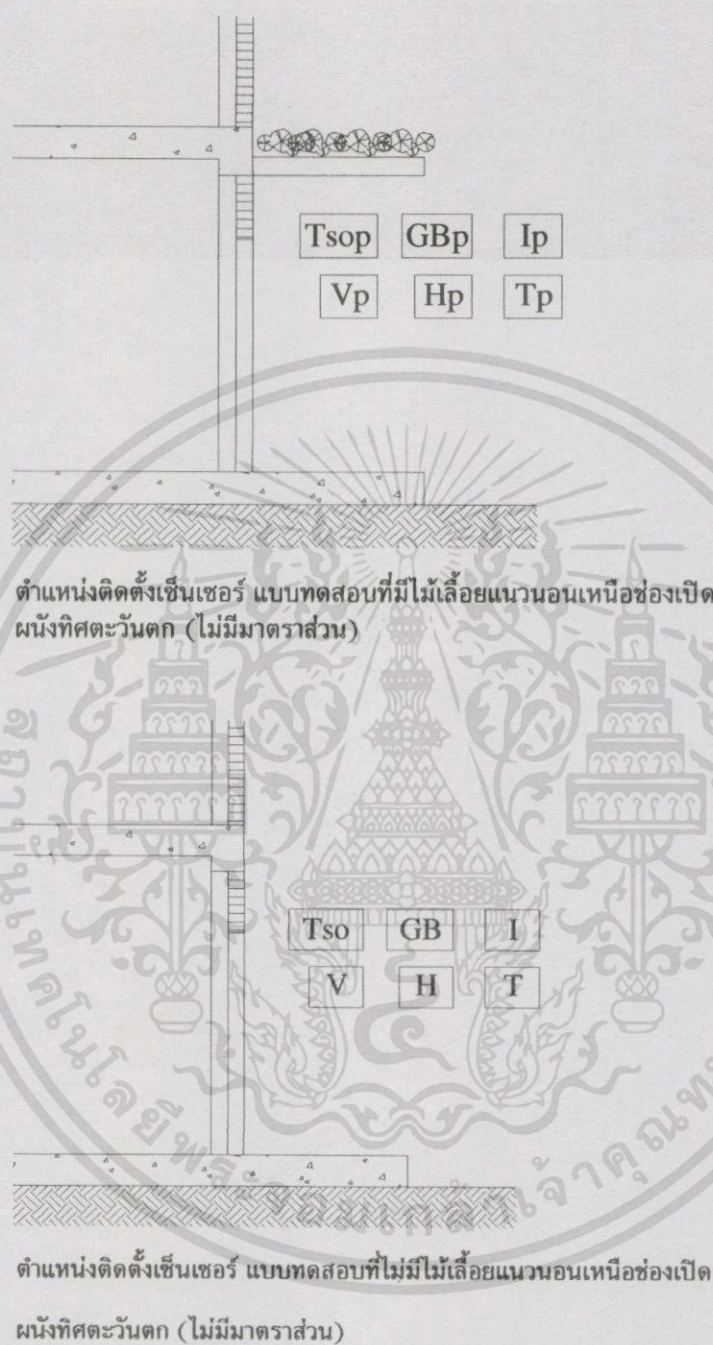 Tsop GBp Ip
Vp Hp Tp
ตำแหน่งติดตั้งเซ็นเซอร์ แบบทดสอบที่มีไม้เลื้อยแนวนอนเหนือช่องเปิด
ผนังทิศตะวันตก (ไม่มีมาตราส่วน)
Tso GB I
V H T
ตำแหน่งติดตั้งเซ็นเซอร์ แบบทดสอบที่ไม่มีไม้เลื้อยแนวนอนเหนือช่องเปิด
ผนังทิศตะวันตก (ไม่มีมาตราส่วน)